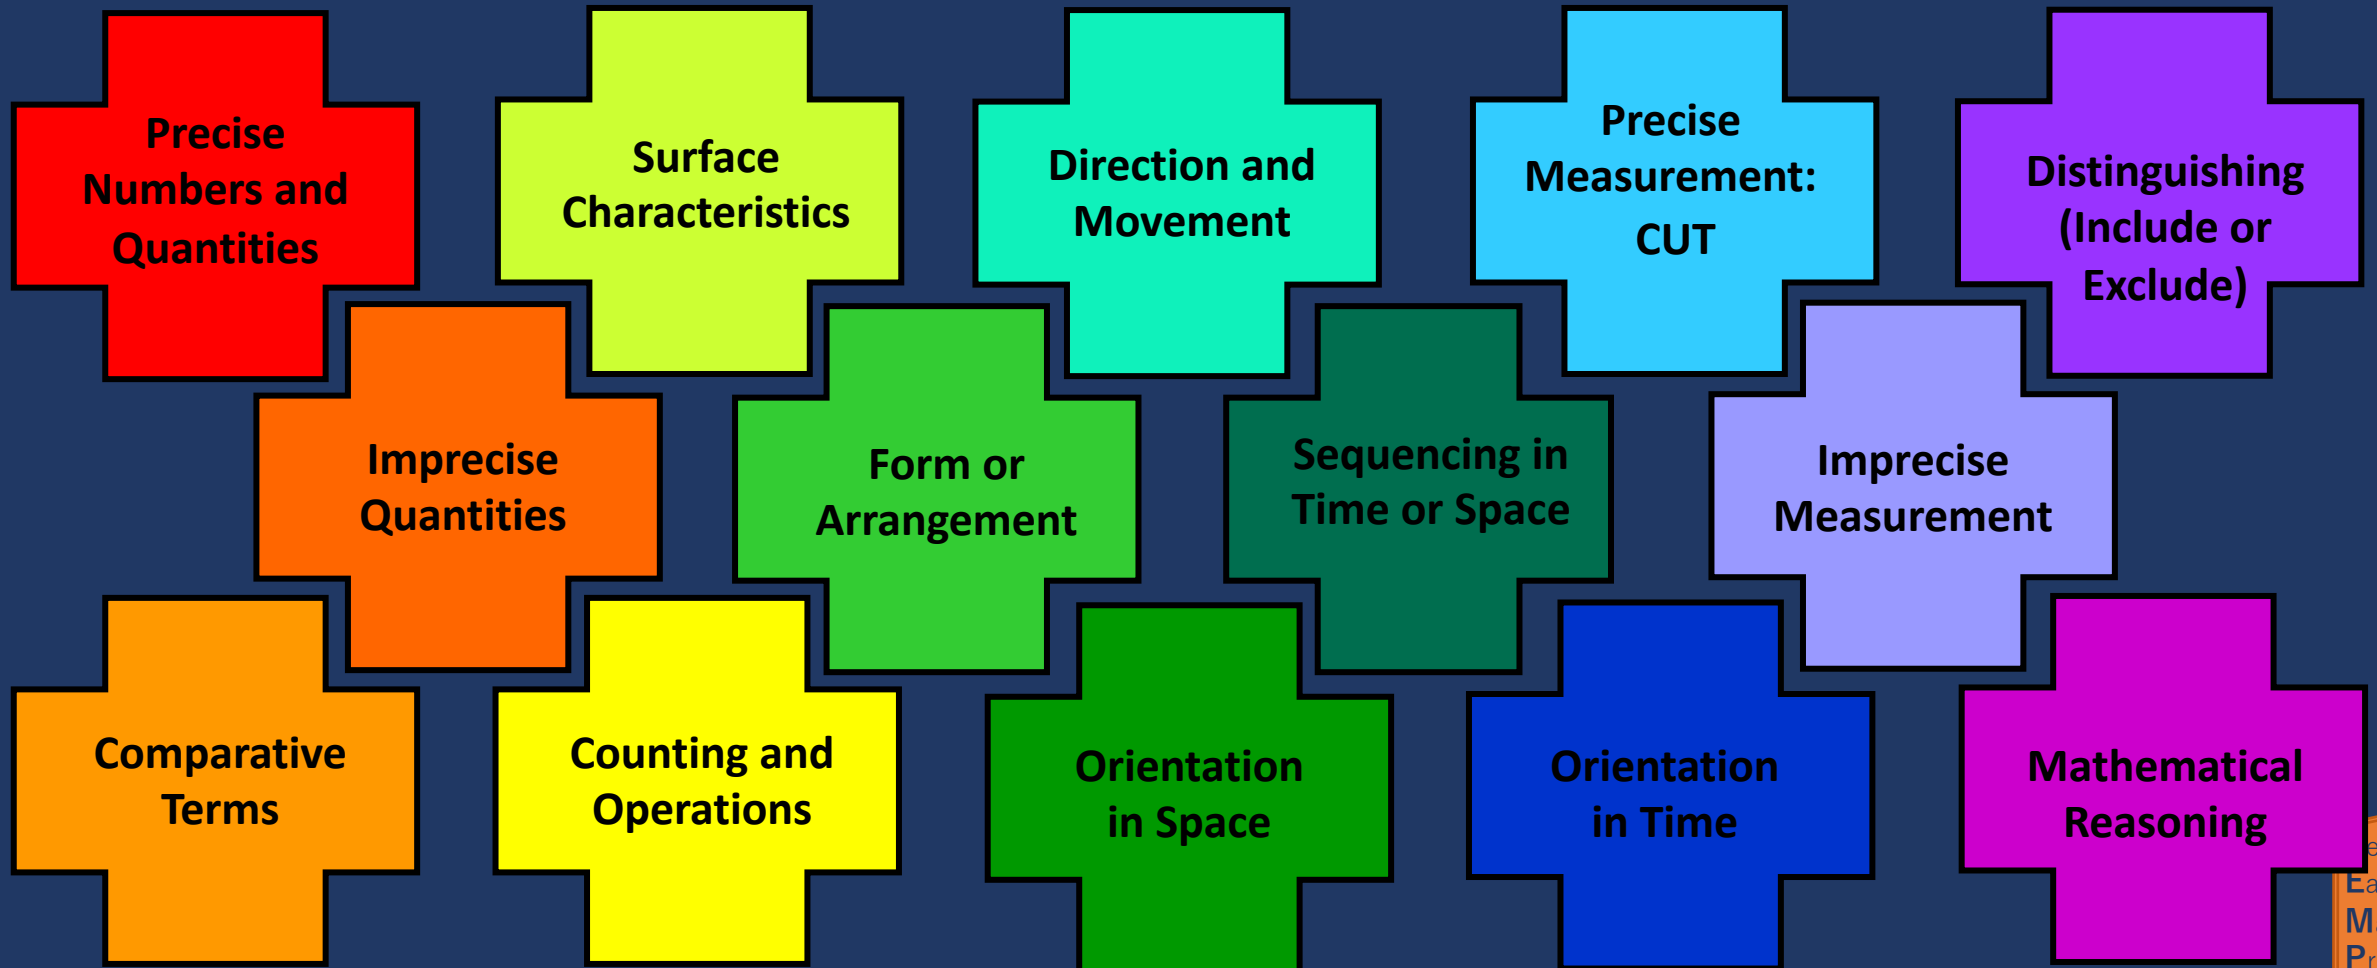 Precise
Numbers and
Quantities
Surface
Characteristics
Direction and
Movement
Precise
Measurement:
CUT
Distinguishing
(Include or
Exclude)
Imprecise
Quantities
Form or
Arrangement
Sequencing in
Time or Space
Imprecise
Measurement
Comparative
Terms
Counting and
Operations
Orientation
in Space
Orientation
in Time
Mathematical
Reasoning